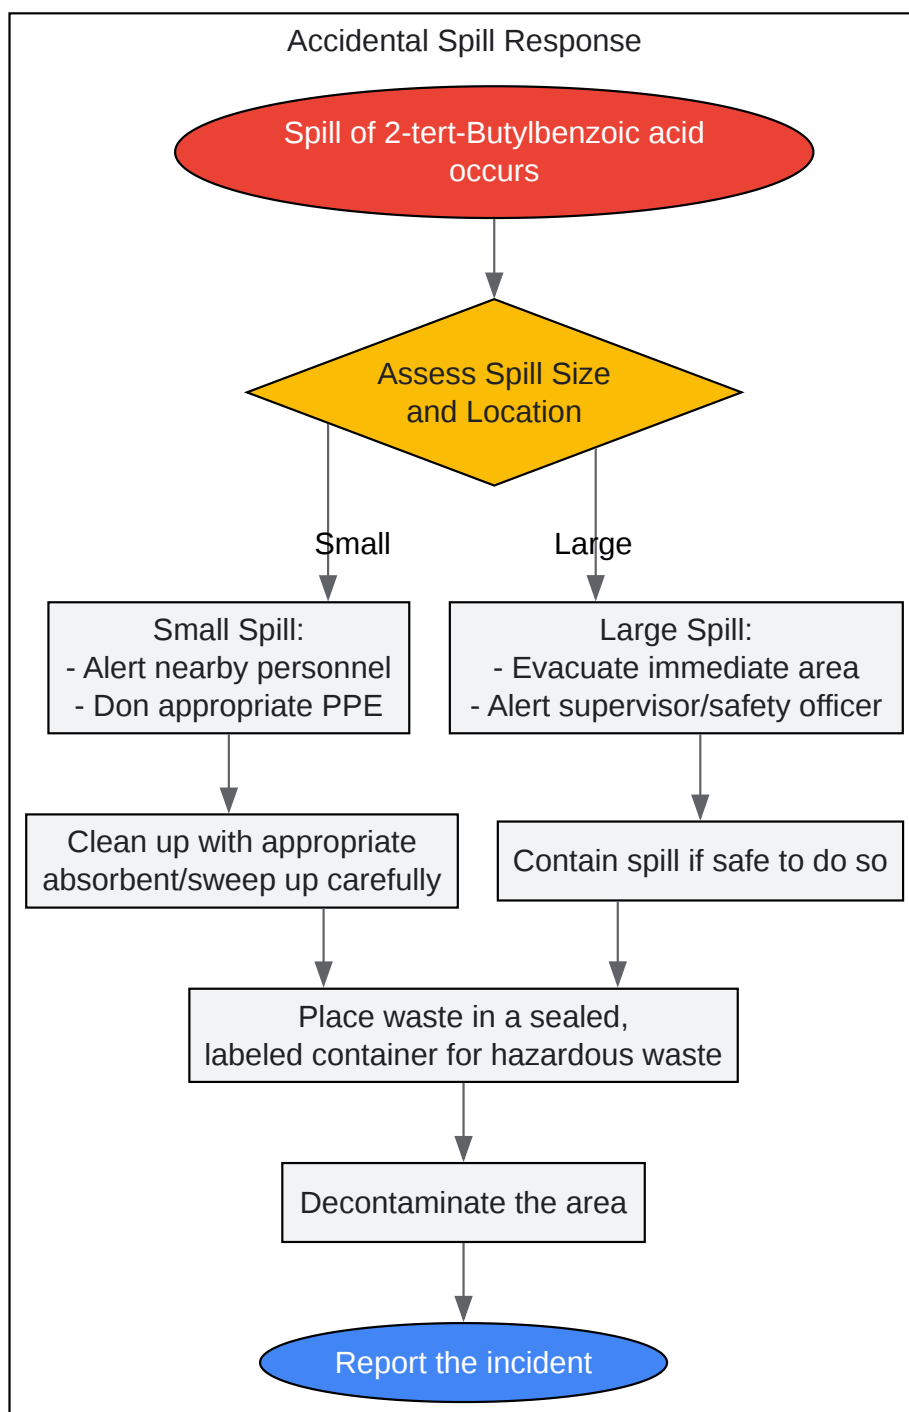 Accidental Spill Response
Spill of 2-tert-Butylbenzoic acid
occurs
Assess Spill Size
and Location
Small
Large
Small Spill:
- Alert nearby personnel
- Don appropriate PPE
Large Spill:
- Evacuate immediate area
- Alert supervisor/safety officer
Clean up with appropriate
absorbent/sweep up carefully
Contain spill if safe to do so
Place waste in a sealed,
labeled container for hazardous waste
Decontaminate the area
Report the incident